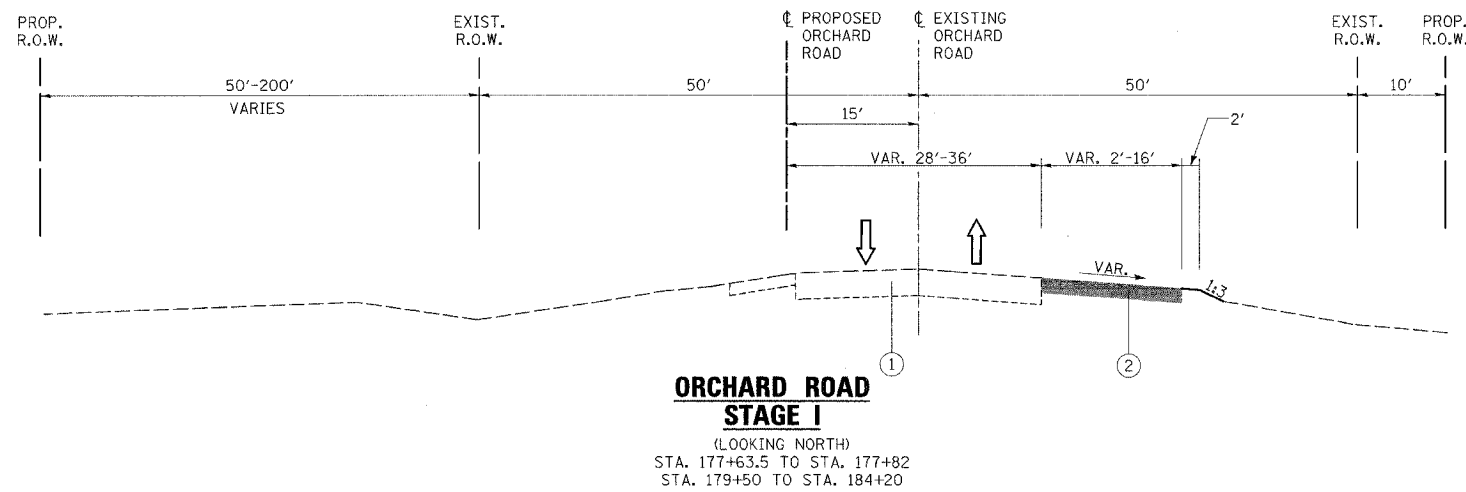 PROP.
R.O.W.
EXIST.
R.O.W.
℄ PROPOSED
ORCHARD
ROAD
℄ EXISTING
ORCHARD
ROAD
EXIST.
R.O.W.
PROP.
R.O.W.
50'-200'
VARIES
50'
50'
10'
15'
2'
VAR. 28'-36'
VAR. 2'-16'
VAR.
1:3
1
2
ORCHARD ROAD
STAGE I
(LOOKING NORTH)
STA. 177+63.5 TO STA. 177+82
STA. 179+50 TO STA. 184+20